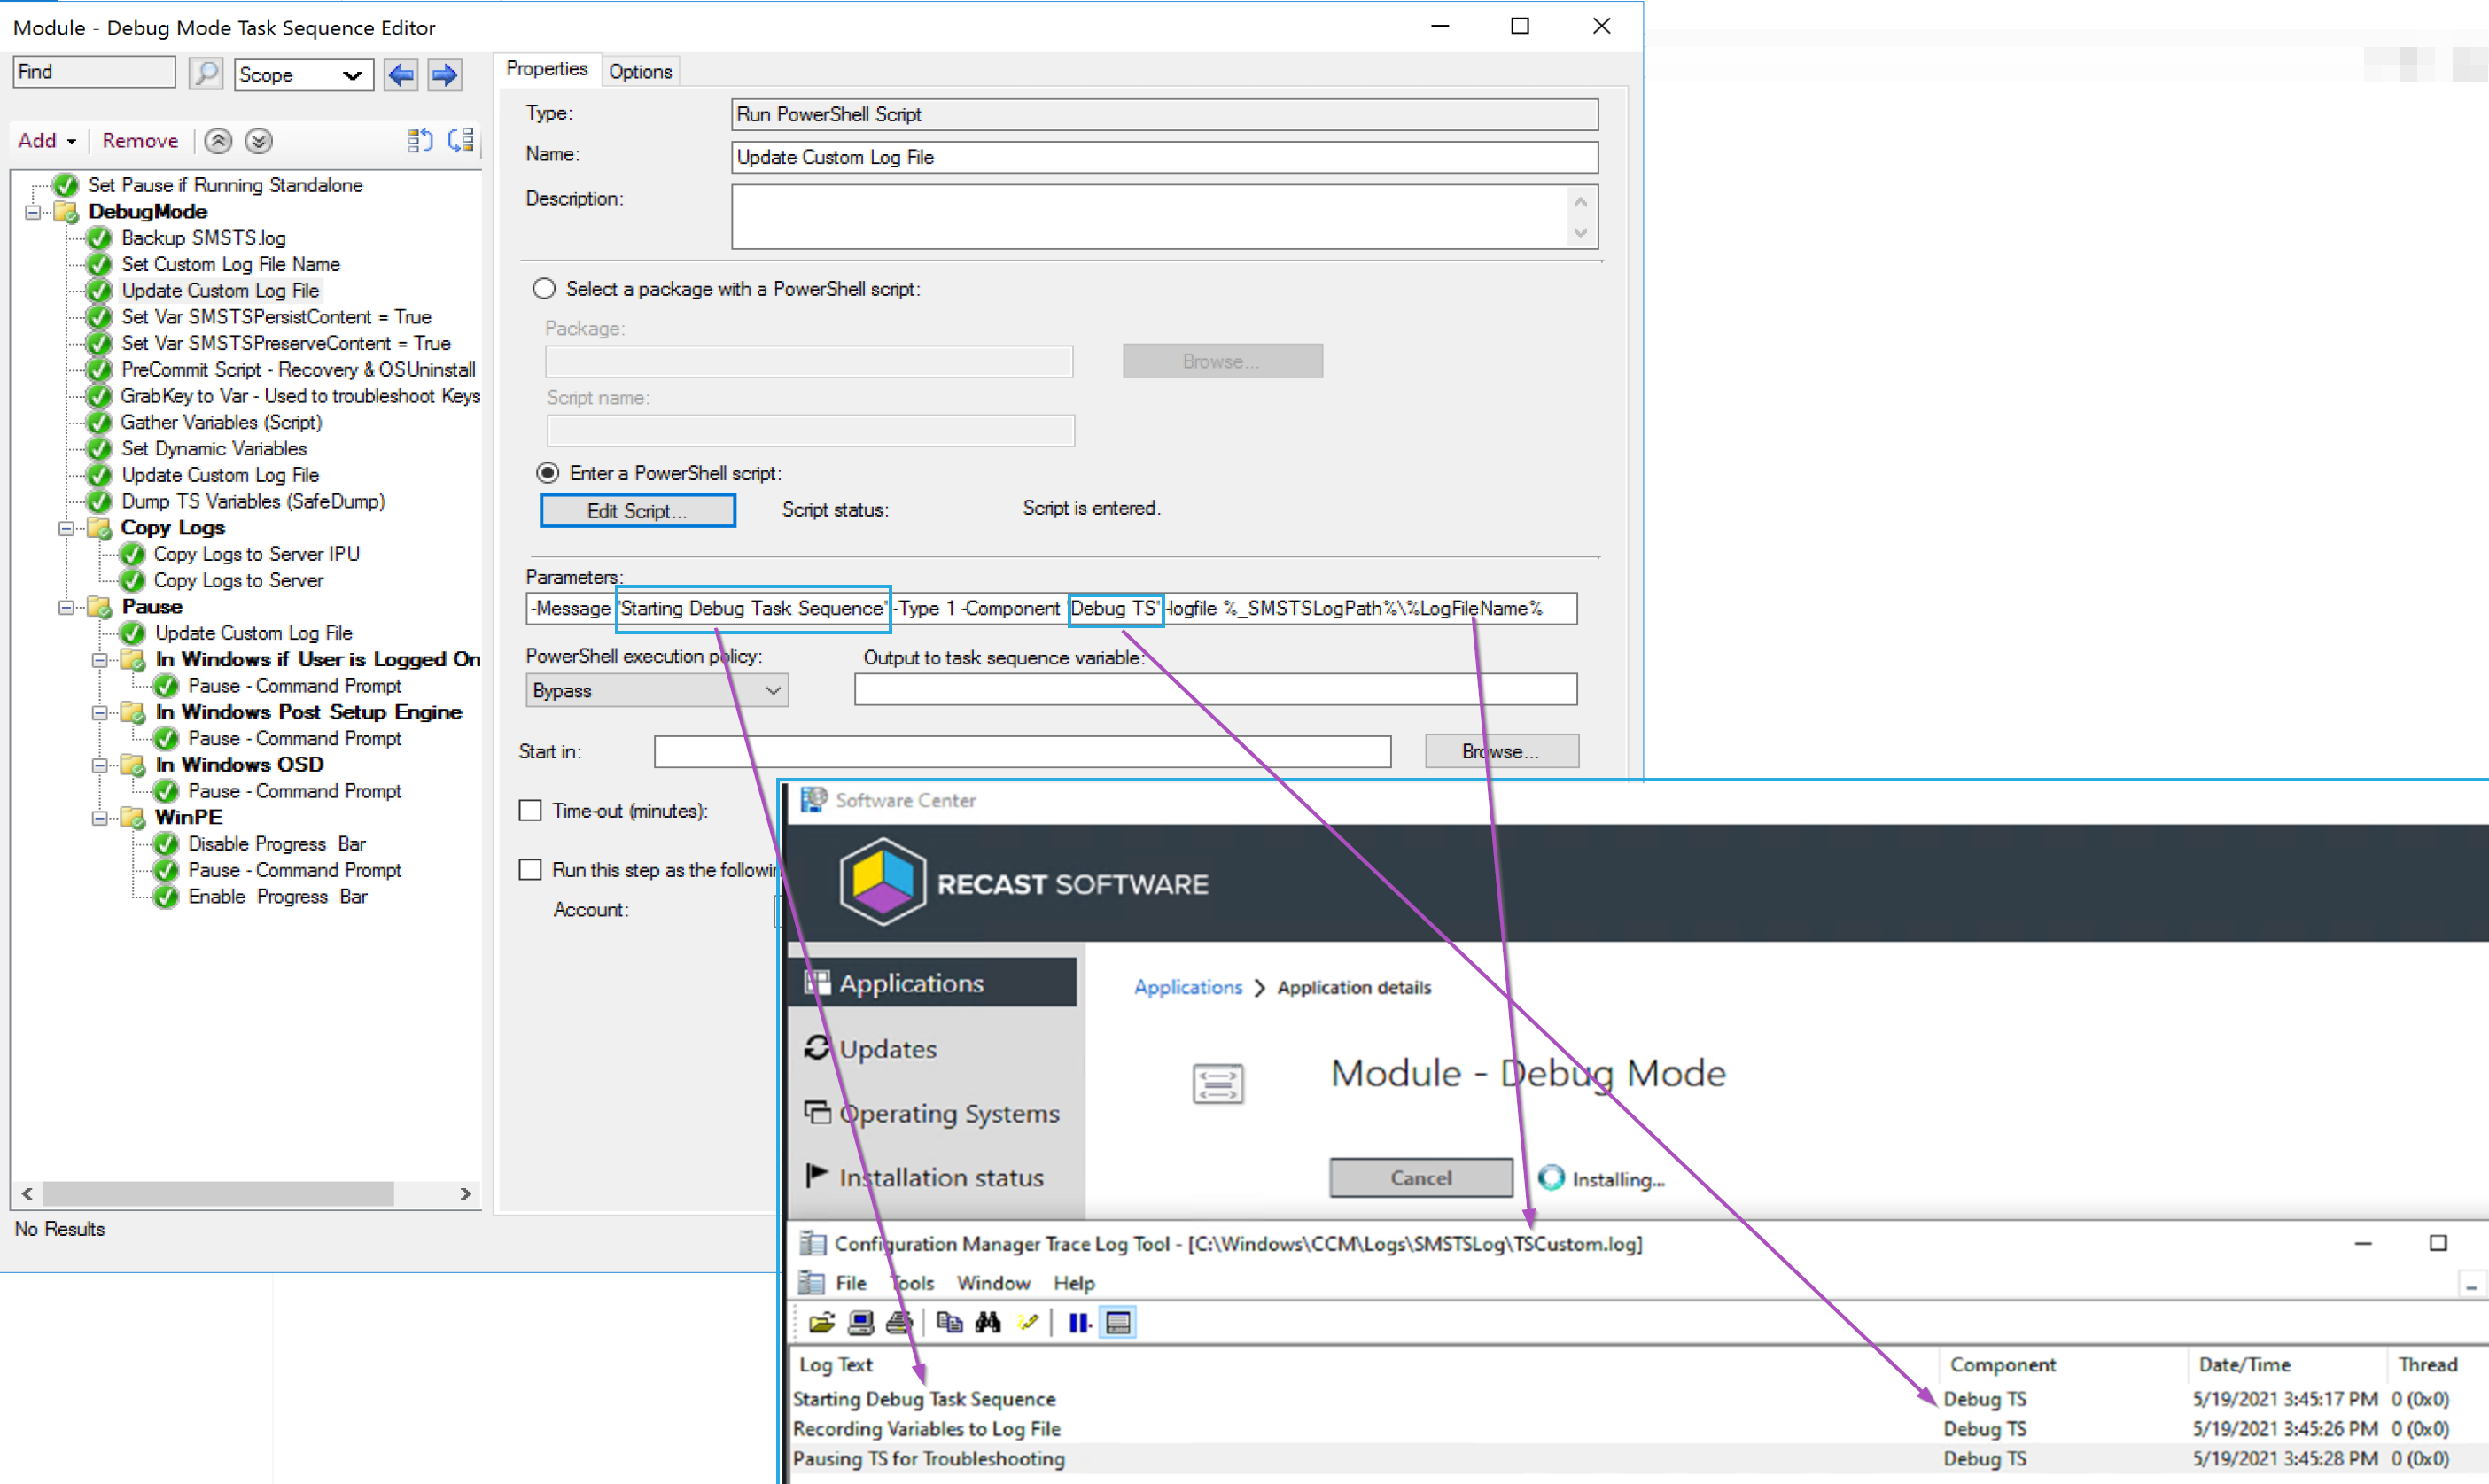 Module - Debug Mode Task Sequence Editor
Find
Scope
Add
Remove
Set Pause if Running Standalone
DebugMode
Backup SMSTS.log
Set Custom Log File Name
Update Custom Log File
Set Var SMSTSPersistContent = True
Set Var SMSTSPreserveContent = True
PreCommit Script - Recovery & OSUninstall
GrabKey to Var - Used to troubleshoot Keys
Gather Variables (Script)
Set Dynamic Variables
Update Custom Log File
Dump TS Variables (SafeDump)
Copy Logs
Copy Logs to Server IPU
Copy Logs to Server
Pause
Update Custom Log File
In Windows if User is Logged On
Pause - Command Prompt
In Windows Post Setup Engine
Pause - Command Prompt
In Windows OSD
Pause - Command Prompt
WinPE
Disable Progress Bar
Pause - Command Prompt
Enable Progress Bar
No Results
Properties
Options
Type:
Run PowerShell Script
Name:
Update Custom Log File
Description:
Select a package with a PowerShell script:
Package:
Browse...
Script name:
Enter a PowerShell script:
Edit Script...
Script status:
Script is entered.
Parameters:
-Message 'Starting Debug Task Sequence' -Type 1 -Component 'Debug TS' -logfile %_SMSTSLogPath%\%LogFileName%
PowerShell execution policy:
Output to task sequence variable:
Bypass
Start in:
Browse...
Time-out (minutes):
Run this step as the followin
Account:
Software Center
RECAST SOFTWARE
Applications
Updates
Operating Systems
Installation status
Applications > Application details
Module - Debug Mode
Cancel
Installing...
Configuration Manager Trace Log Tool - [C:\Windows\CCM\Logs\SMSTSLog\TSCustom.log]
File Tools Window Help
Log Text Component Date/Time Thread
Starting Debug Task Sequence Debug TS 5/19/2021 3:45:17 PM 0 (0x0)
Recording Variables to Log File Debug TS 5/19/2021 3:45:26 PM 0 (0x0)
Pausing TS for Troubleshooting Debug TS 5/19/2021 3:45:28 PM 0 (0x0)